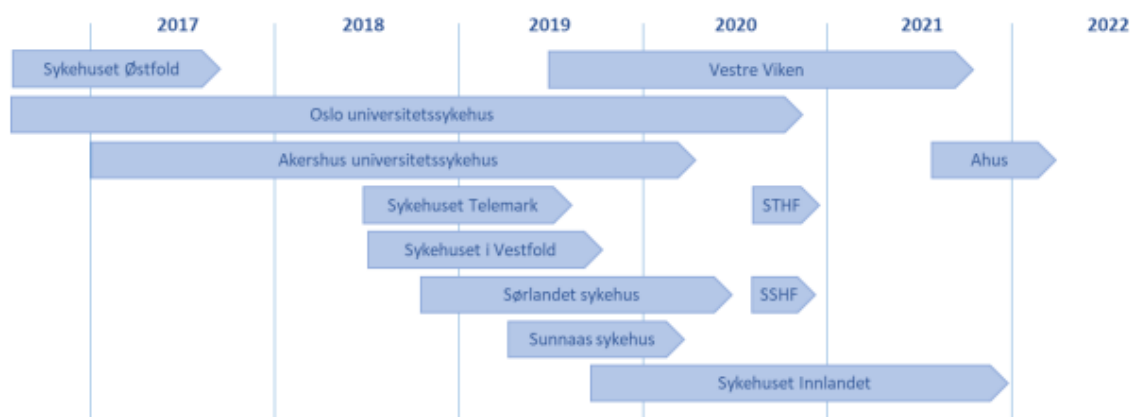 2017 2018 2019 2020 2021 2022
Sykehuset Østfold Vestre Viken
Oslo universitetssykehus
Akershus universitetssykehus Ahus
Sykehuset Telemark STHF
Sykehuset i Vestfold
Sørlandet sykehus SSHF
Sunnaas sykehus
Sykehuset Innlandet